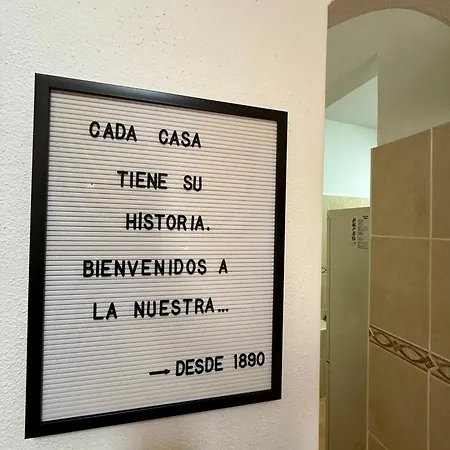 CADA CASA
TIENE SU
HISTORIA.
BIENVENIDOS A
LA NUESTRA...
→ DESDE 1890